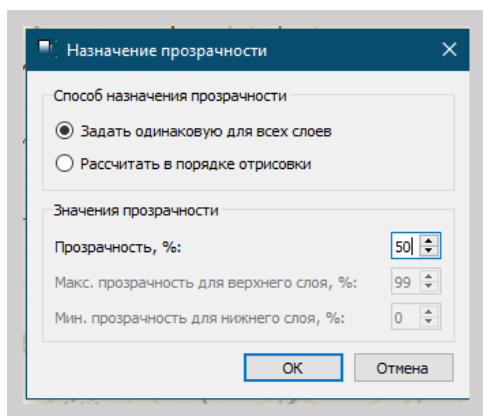 Назначение прозрачности
Способ назначения прозрачности
Задать одинаковую для всех слоев
Рассчитать в порядке отрисовки
Значения прозрачности
Прозрачность, %: 50
Макс. прозрачность для верхнего слоя, %: 99
Мин. прозрачность для нижнего слоя, %: 0
ОК Отмена